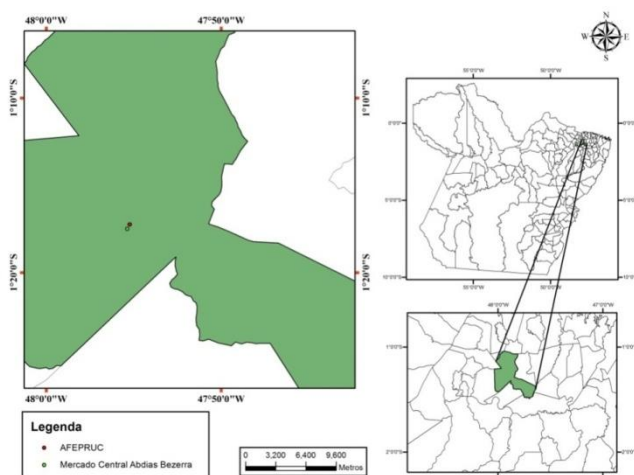 48°0'0"W 47°50'0"W
1°10'0"S
1°20'0"S
1°10'0"S
1°20'0"S
48°0'0"W 47°50'0"W
Legenda
AFEPRUC
Mercado Central Abdias Bezerra
0 3,200 6,400 9,600
Metros
N
W E
S
48°0'0"W 47°0'0"W
1°0'0"S
2°0'0"S
1°0'0"S
2°0'0"S